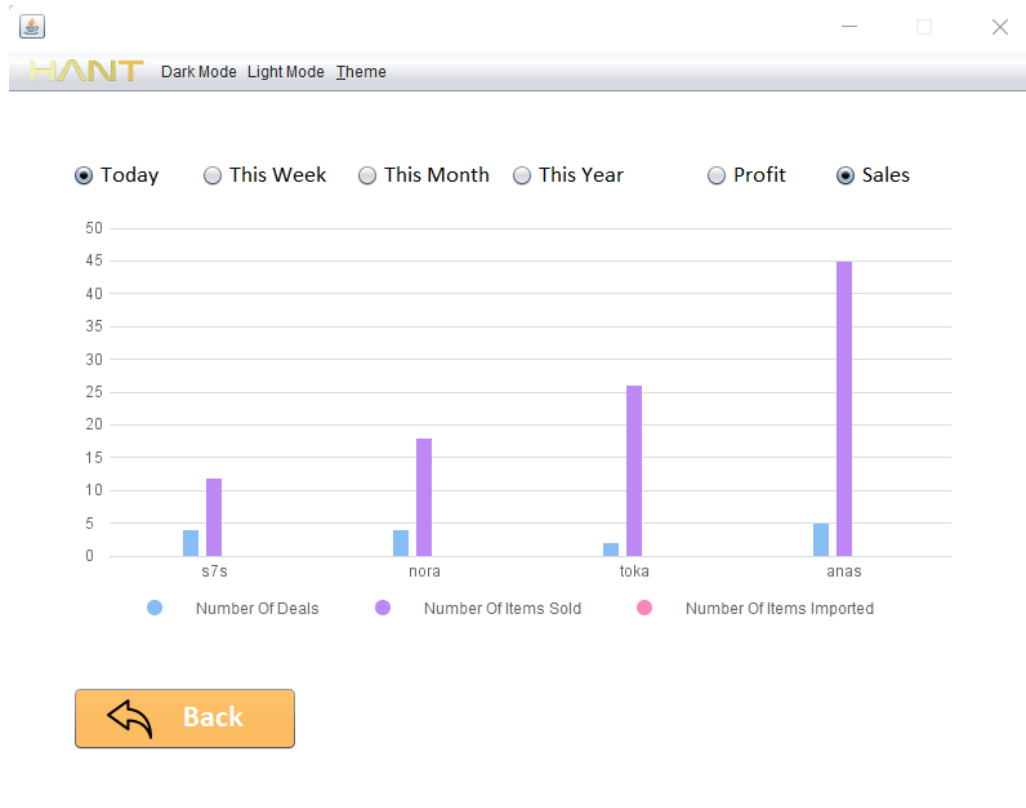 HANT Dark Mode Light Mode Theme
Today This Week This Month This Year Profit Sales
50
45
40
35
30
25
20
15
10
5
0
s7s nora toka anas
Number Of Deals Number Of Items Sold Number Of Items Imported
Back